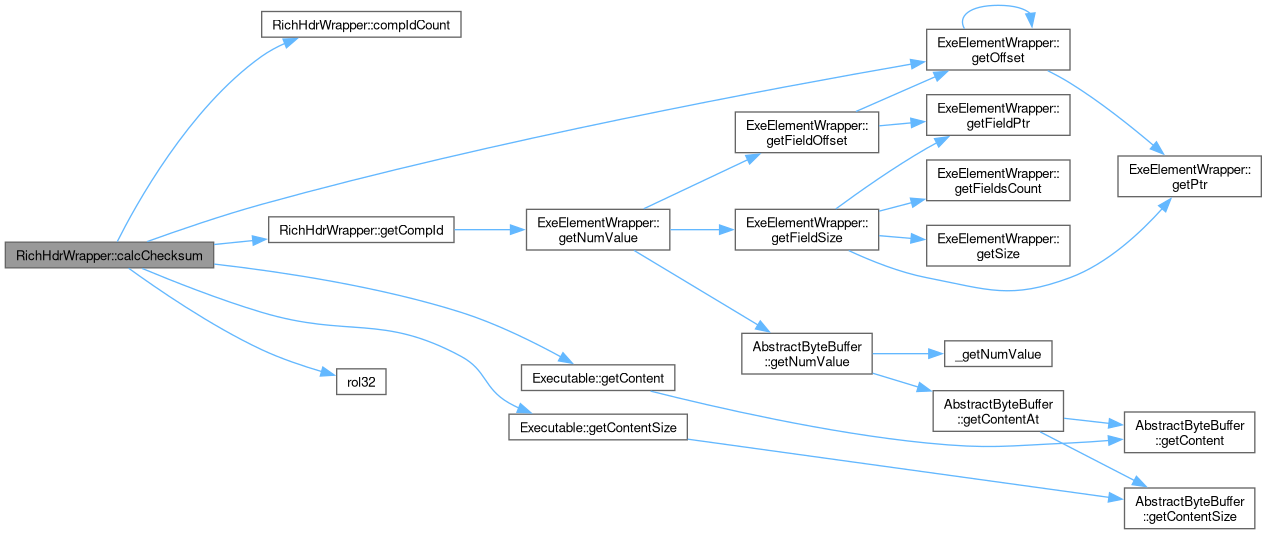 RichHdrWrapper::calcChecksum
RichHdrWrapper::compIdCount
ExeElementWrapper::
getOffset
ExeElementWrapper::
getPtr
RichHdrWrapper::getCompId
ExeElementWrapper::
getNumValue
ExeElementWrapper::
getFieldOffset
ExeElementWrapper::
getFieldPtr
ExeElementWrapper::
getFieldSize
ExeElementWrapper::
getFieldsCount
ExeElementWrapper::
getSize
AbstractByteBuffer
::getNumValue
_getNumValue
AbstractByteBuffer
::getContentAt
AbstractByteBuffer
::getContent
AbstractByteBuffer
::getContentSize
Executable::getContent
Executable::getContentSize
rol32